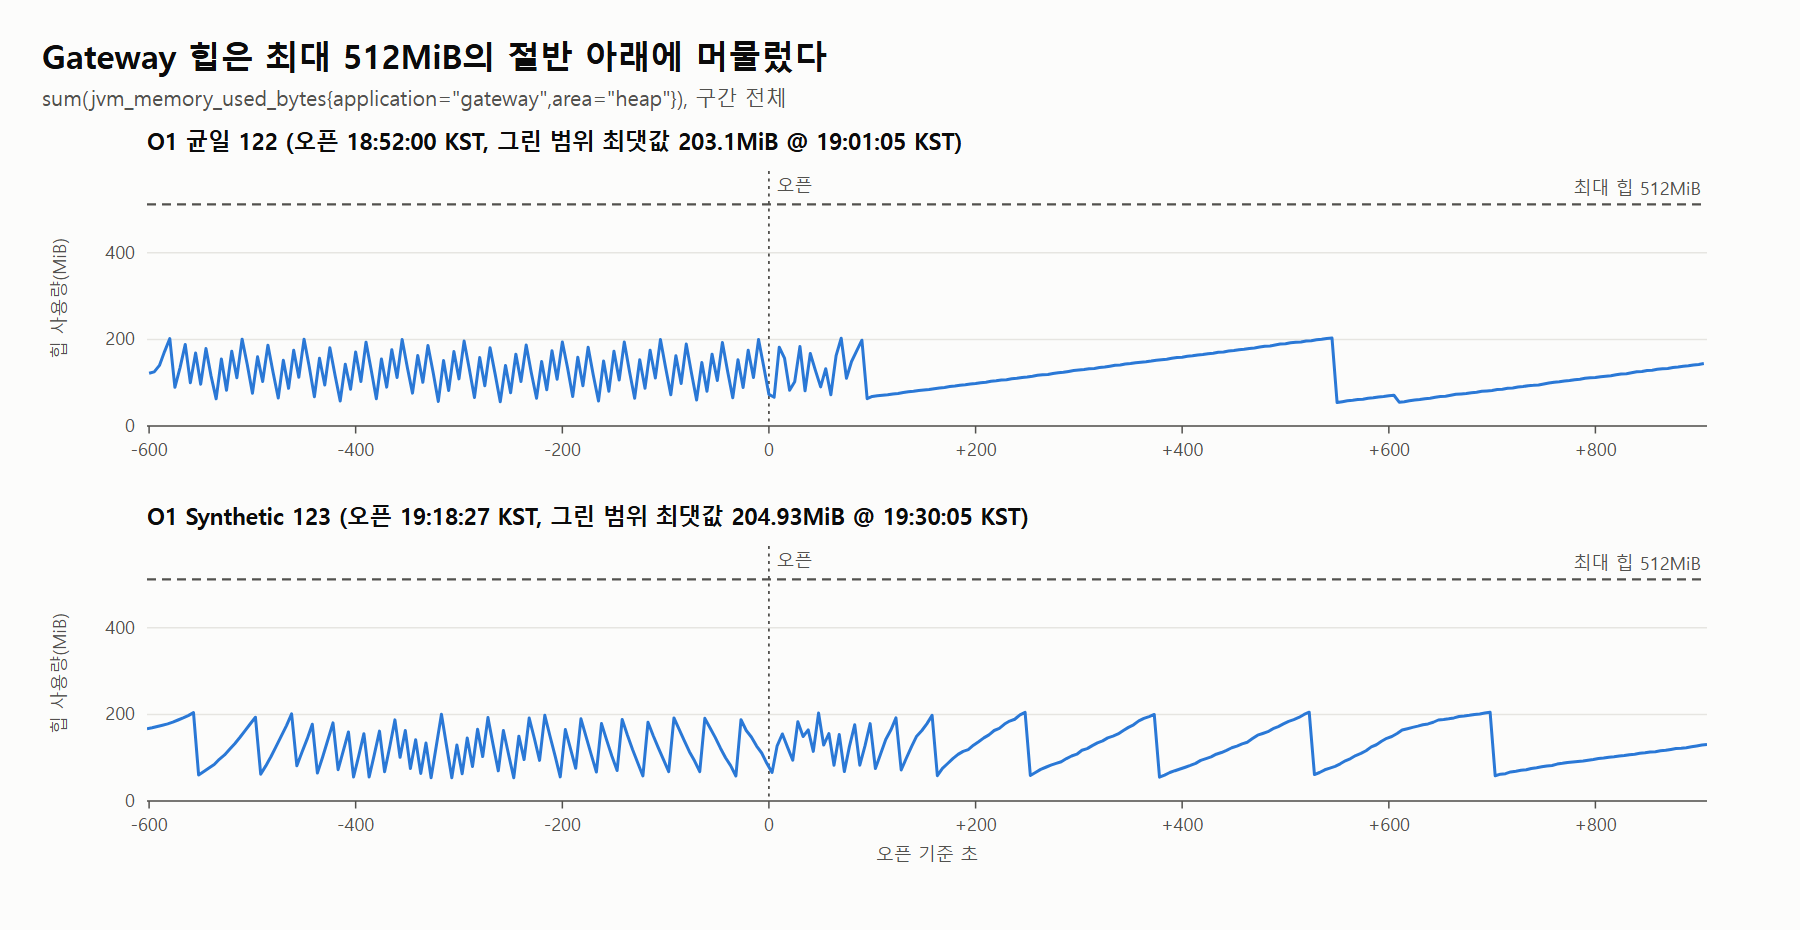 Gateway 힙은 최대 512MiB의 절반 아래에 머물렀다
sum(jvm_memory_used_bytes{application="gateway",area="heap"}), 구간 전체
O1 균일 122 (오픈 18:52:00 KST, 그린 범위 최댓값 203.1MiB @ 19:01:05 KST)
오픈
최대 힙 512MiB
힙 사용량(MiB)
400
200
0
-600 -400 -200 0 +200 +400 +600 +800
O1 Synthetic 123 (오픈 19:18:27 KST, 그린 범위 최댓값 204.93MiB @ 19:30:05 KST)
오픈
최대 힙 512MiB
힙 사용량(MiB)
400
200
0
-600 -400 -200 0 +200 +400 +600 +800
오픈 기준 초